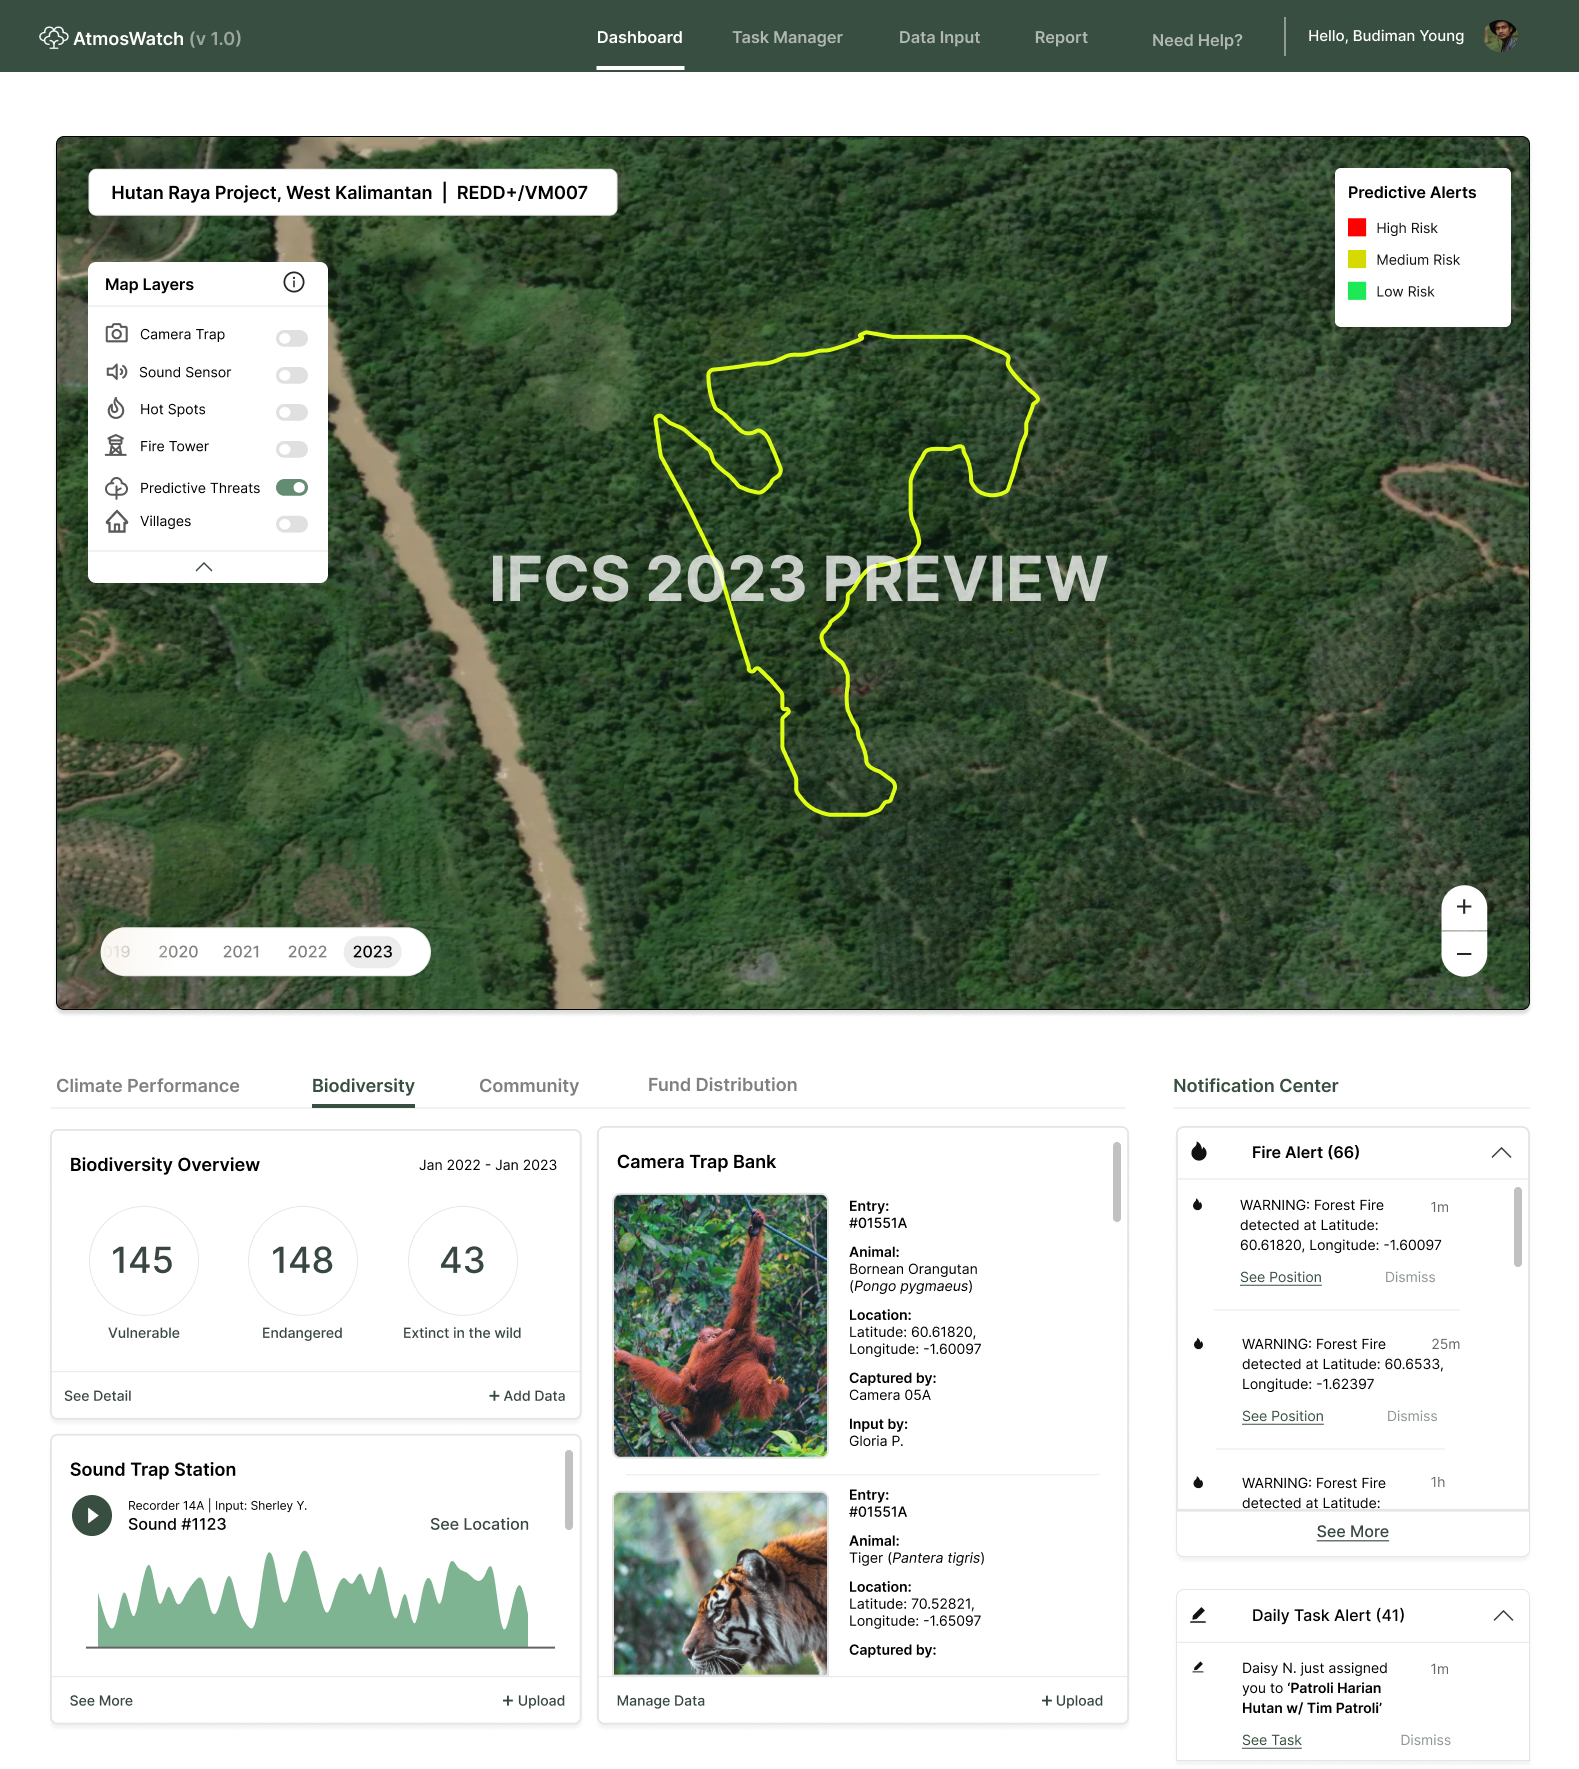 AtmosWatch (v 1.0)
Dashboard
Task Manager
Data Input
Report
Need Help?
Hello, Budiman Young
Hutan Raya Project, West Kalimantan | REDD+/VM007
Predictive Alerts
High Risk
Medium Risk
Low Risk
Map Layers
Camera Trap
Sound Sensor
Hot Spots
Fire Tower
Predictive Threats
Villages
IFCS 2023 PREVIEW
019 2020 2021 2022 2023
+
−
Climate Performance
Biodiversity
Community
Fund Distribution
Biodiversity Overview
Jan 2022 - Jan 2023
145
148
43
Vulnerable
Endangered
Extinct in the wild
See Detail
+ Add Data
Sound Trap Station
Recorder 14A | Input: Sherley Y.
Sound #1123
See Location
See More
+ Upload
Camera Trap Bank
Entry:
#01551A
Animal:
Bornean Orangutan
(Pongo pygmaeus)
Location:
Latitude: 60.61820,
Longitude: -1.60097
Captured by:
Camera 05A
Input by:
Gloria P.
Entry:
#01551A
Animal:
Tiger (Pantera tigris)
Location:
Latitude: 70.52821,
Longitude: -1.65097
Captured by:
Manage Data
+ Upload
Notification Center
Fire Alert (66)
WARNING: Forest Fire
1m
detected at Latitude:
60.61820, Longitude: -1.60097
See Position
Dismiss
WARNING: Forest Fire
25m
detected at Latitude: 60.6533,
Longitude: -1.62397
See Position
Dismiss
WARNING: Forest Fire
1h
detected at Latitude:
See More
Daily Task Alert (41)
Daisy N. just assigned
1m
you to ‘Patroli Harian
Hutan w/ Tim Patroli’
See Task
Dismiss